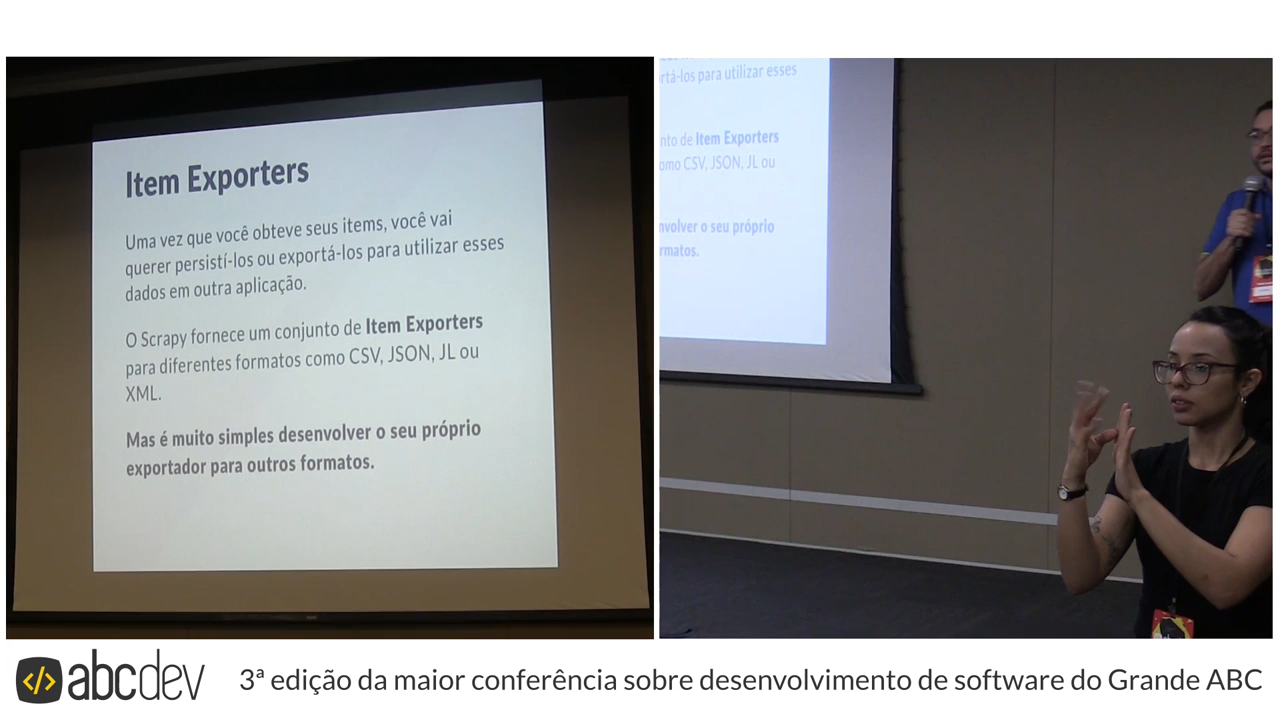 Item Exporters
Uma vez que você obteve seus items, você vai
querer persistí-los ou exportá-los para utilizar esses
dados em outra aplicação.
O Scrapy fornece um conjunto de Item Exporters
para diferentes formatos como CSV, JSON, JL ou
XML.
Mas é muito simples desenvolver o seu próprio
exportador para outros formatos.
rtá-los para utilizar esses
nto de Item Exporters
omo CSV, JSON, JL ou
nvolver o seu próprio
rmatos.
</> abcdev
3ª edição da maior conferência sobre desenvolvimento de software do Grande ABC